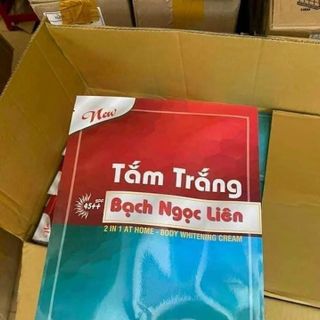 New
Tắm Trắng
SPF
45++
Bạch Ngọc Liên
2 IN 1 AT HOME - BODY WHITENING CREAM